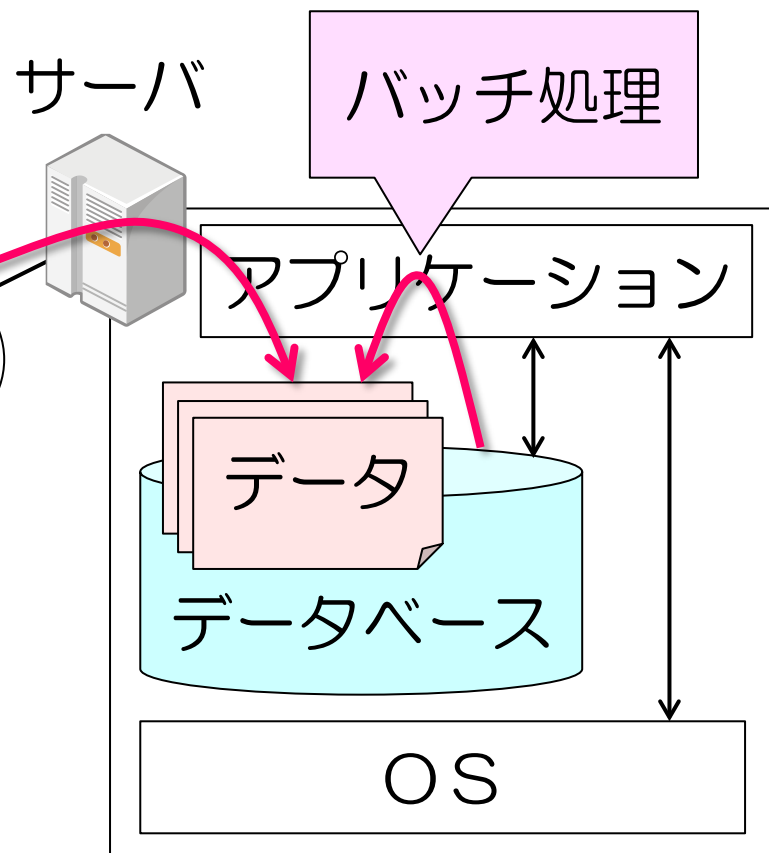 サーバ
バッチ処理
アプリケーション
データ
データベース
ＯＳ